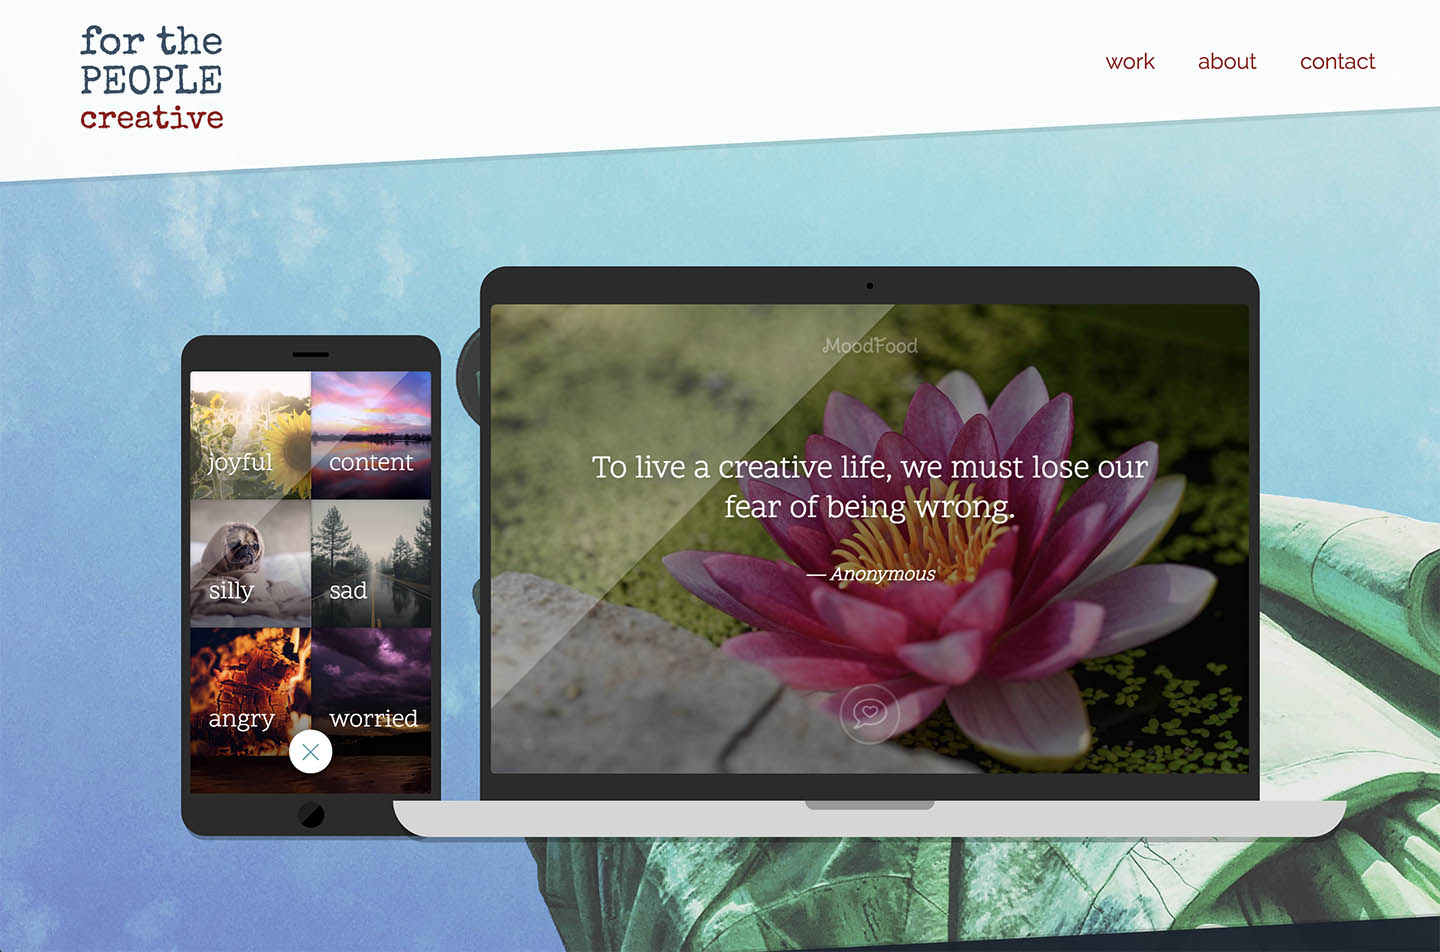 for the
PEOPLE
creative
work
about
contact
joyful
content
silly
sad
angry
worried
MoodFood
To live a creative life, we must lose our
fear of being wrong.
— Anonymous